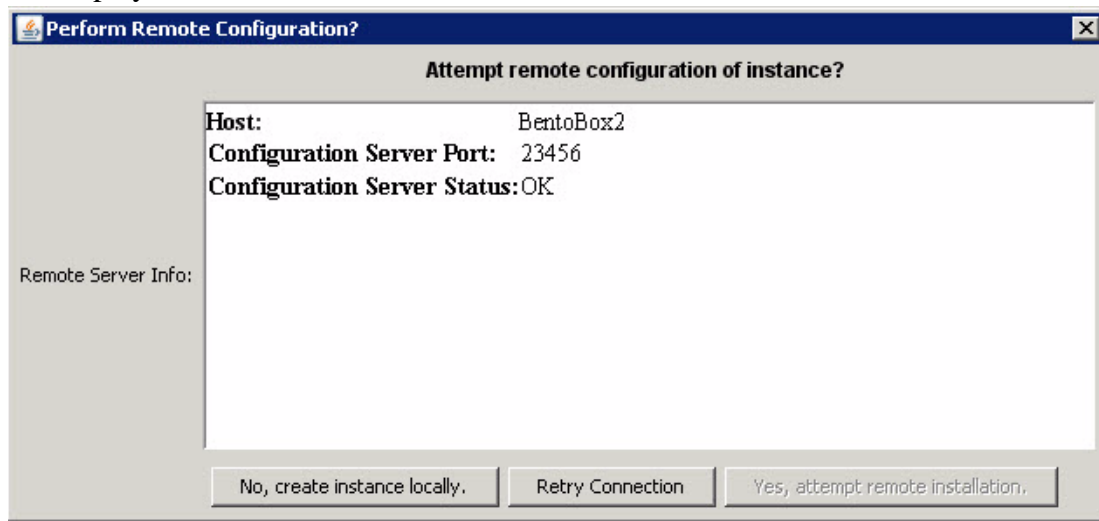 Perform Remote Configuration?
Attempt remote configuration of instance?
Host: BentoBox2
Configuration Server Port: 23456
Configuration Server Status: OK
Remote Server Info:
No, create instance locally. Retry Connection Yes, attempt remote installation.